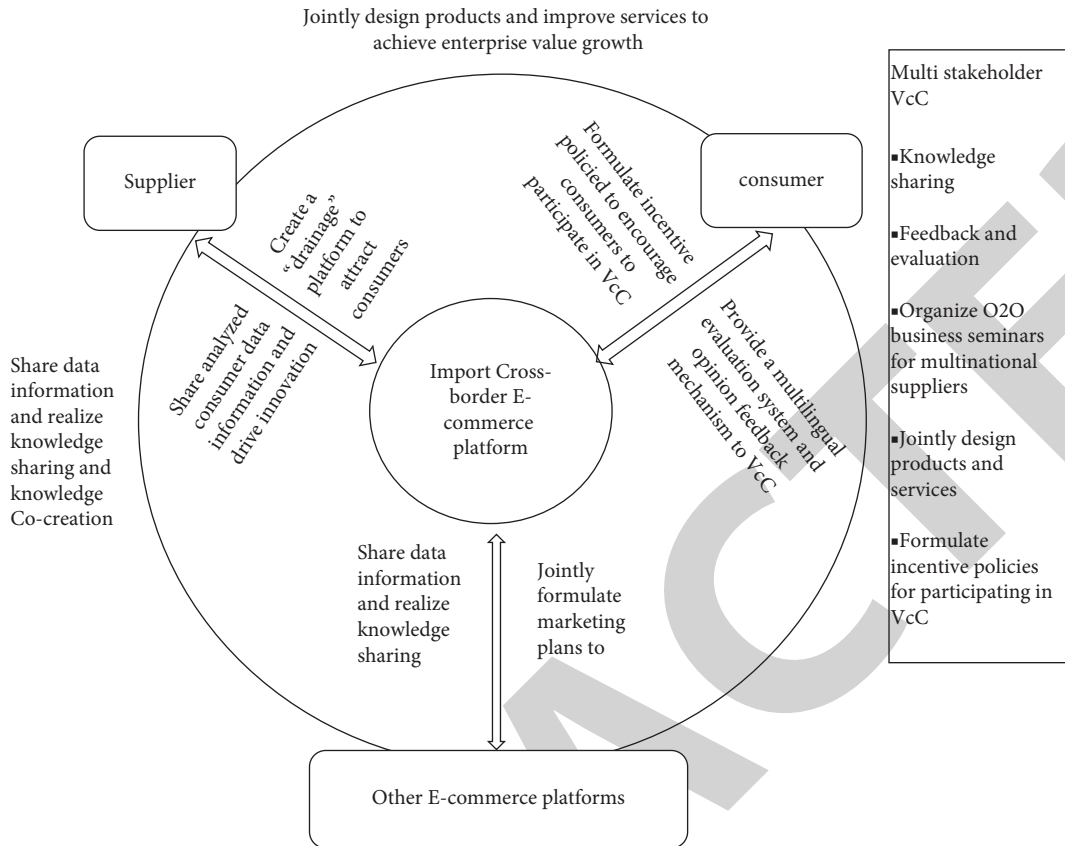 Jointly design products and improve services to
achieve enterprise value growth
Supplier
consumer
Create a
“drainage”
platform to
attract
consumers
Share analyzed
consumer data
information and
drive innovation
Formulate incentive
policied to encourage
consumers to
participate in VcC
Provide a multilingual
evaluation system and
opinion feedback
mechanism to VcC
Import Cross-
border E-
commerce platform
Share data
information
and realize
knowledge
sharing and
knowledge
Co-creation
Share data
information
and realize
knowledge
sharing
Jointly
formulate
marketing
plans to
Other E-commerce platforms
Multi stakeholder
VcC
▪Knowledge
sharing
▪Feedback and
evaluation
▪Organize O2O
business seminars
for multinational
suppliers
▪Jointly design
products and
services
▪Formulate
incentive policies
for participating in
VcC